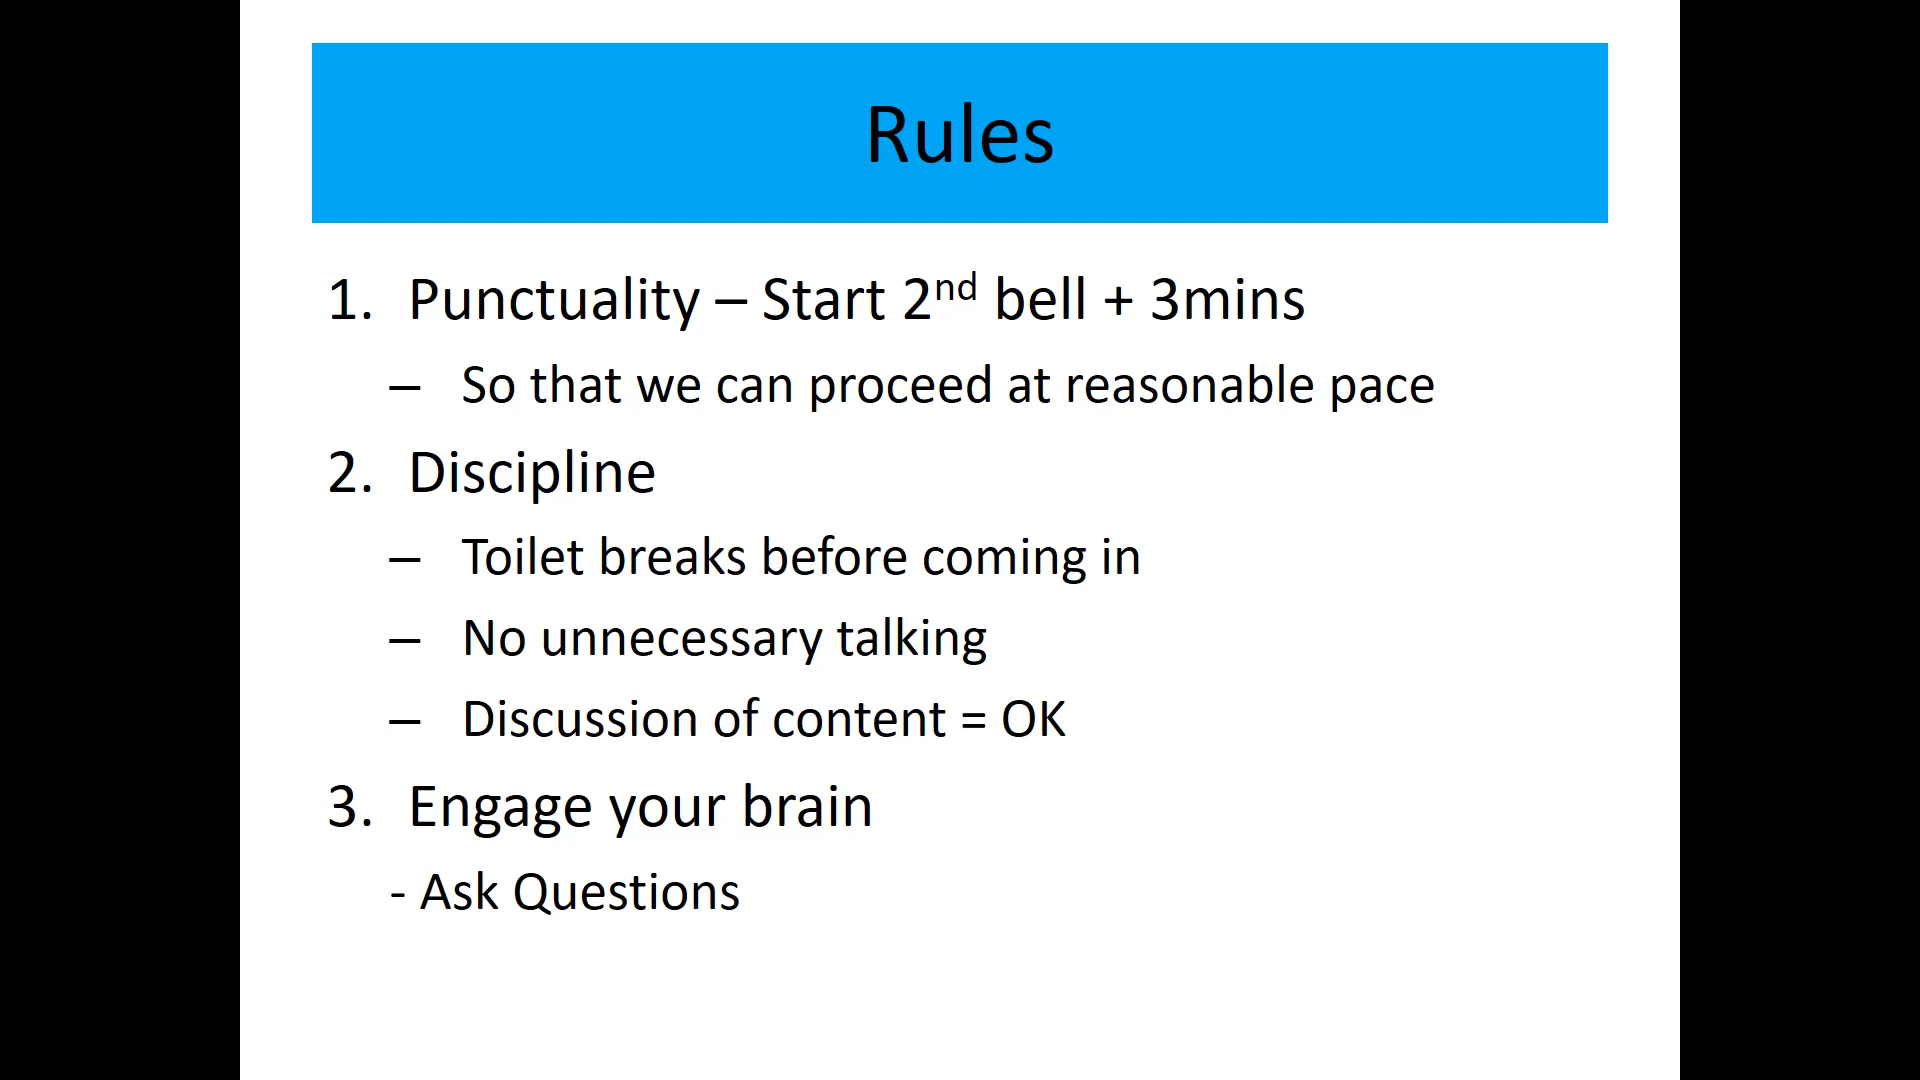 Rules
1. Punctuality – Start 2nd bell + 3mins
– So that we can proceed at reasonable pace
2. Discipline
– Toilet breaks before coming in
– No unnecessary talking
– Discussion of content = OK
3. Engage your brain
- Ask Questions